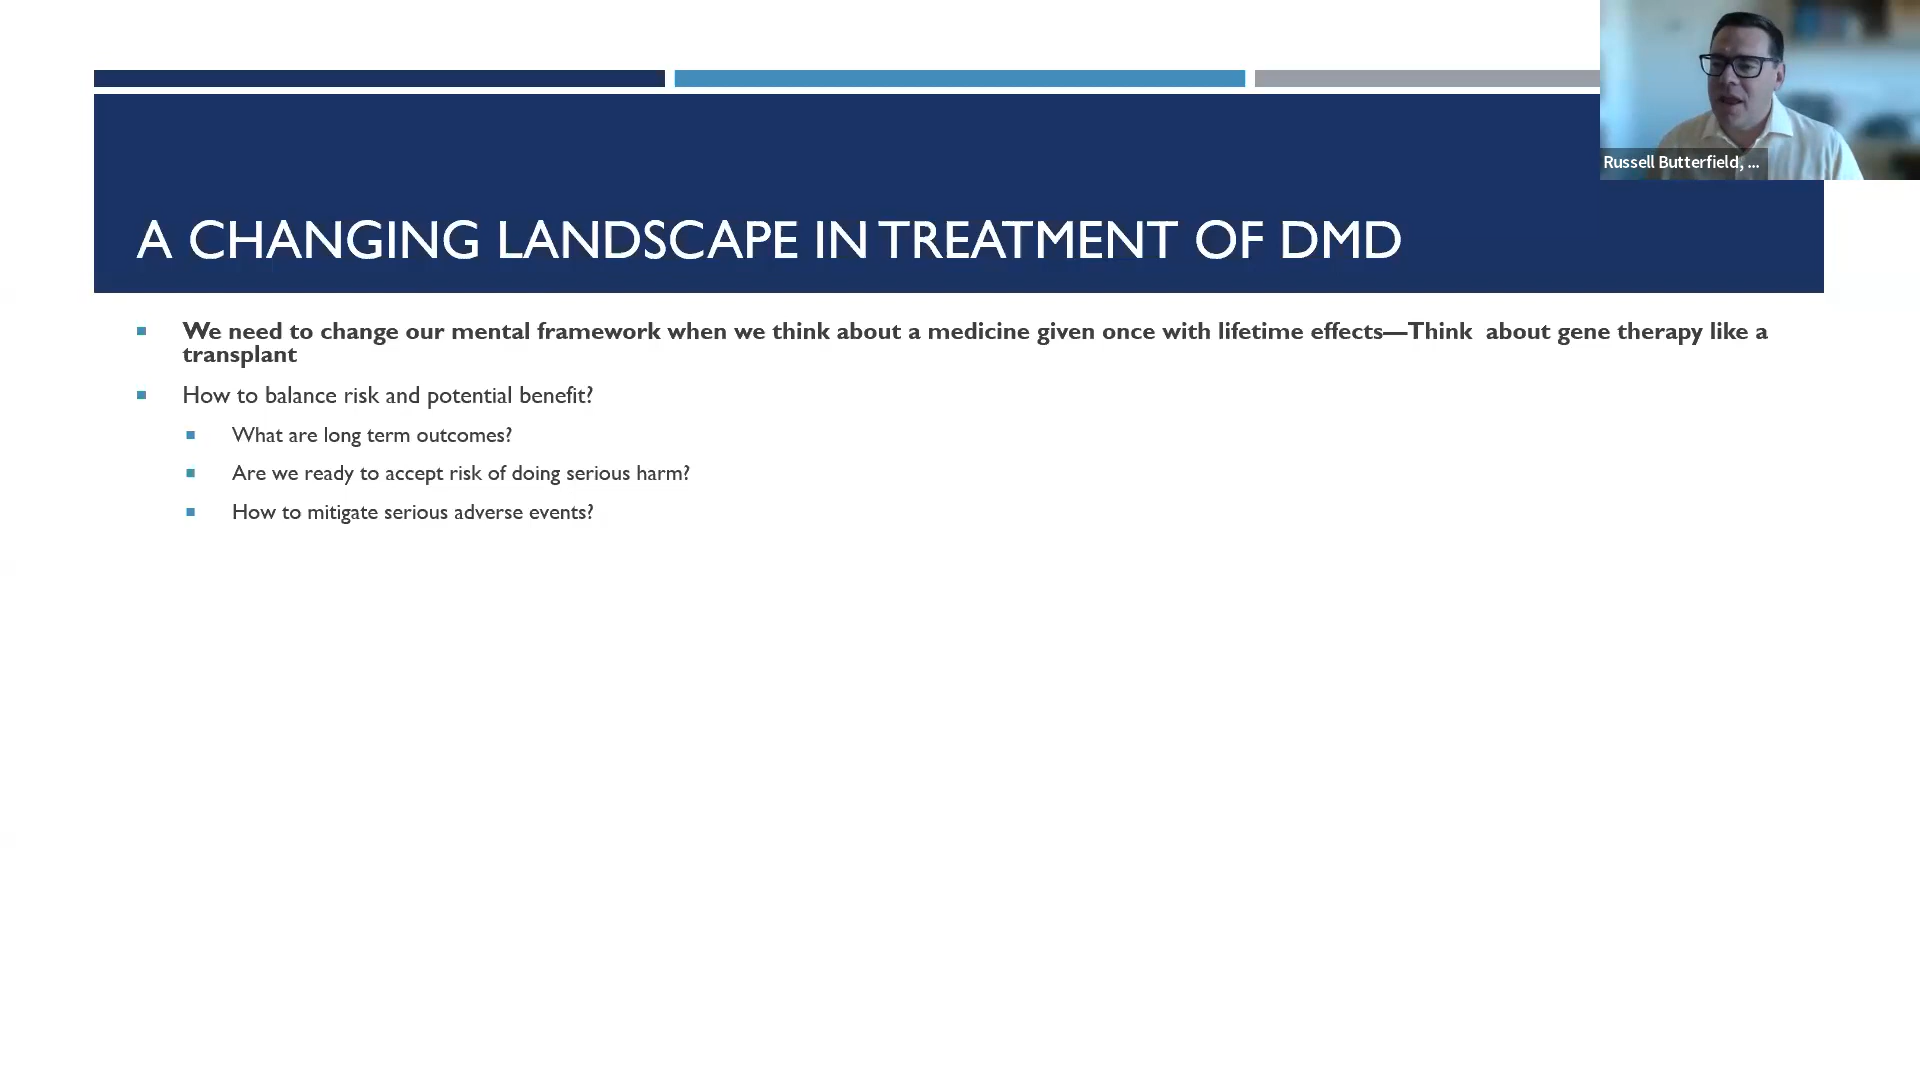 Russell Butterfield, ...
A CHANGING LANDSCAPE IN TREATMENT OF DMD
We need to change our mental framework when we think about a medicine given once with lifetime effects—Think about gene therapy like a
transplant
How to balance risk and potential benefit?
What are long term outcomes?
Are we ready to accept risk of doing serious harm?
How to mitigate serious adverse events?